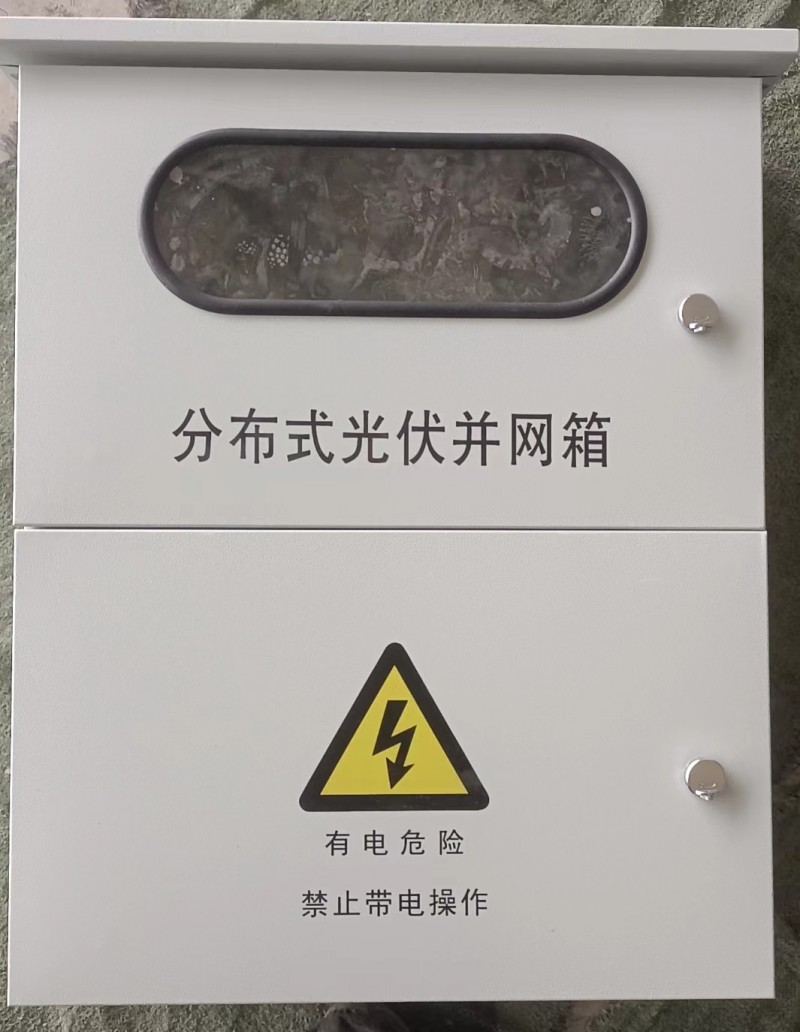 分布式光伏并网箱
有电危险
禁止带电操作